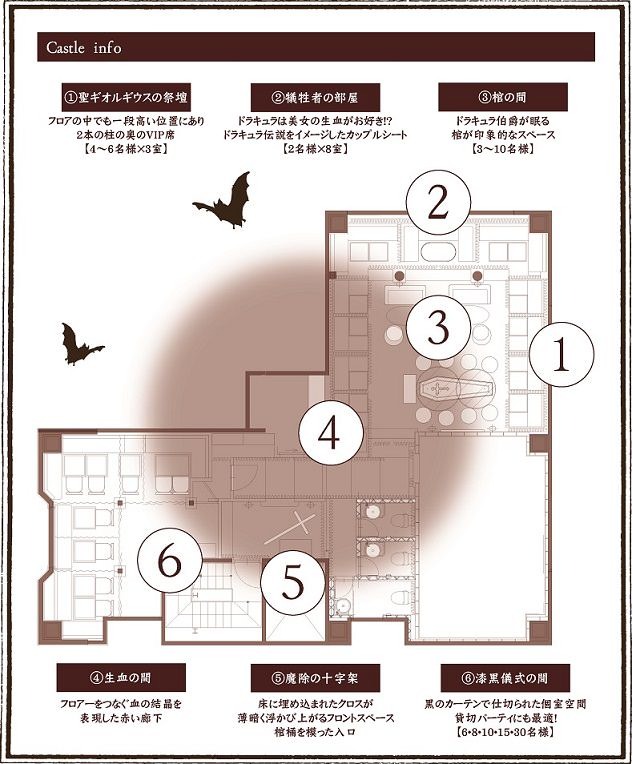 Castle info
①聖ギオルギウスの祭壇
フロアの中でも一段高い位置にあり
2本の柱の奥のVIP席
【4～6名様×3室】
②犠牲者の部屋
ドラキュラは美女の生血がお好き!?
ドラキュラ伝説をイメージしたカップルシート
【2名様×8室】
③棺の間
ドラキュラ伯爵が眠る
棺が印象的なスペース
【3～10名様】
2
3
1
4
6
5
④生血の間
フロアーをつなぐ血の結晶を
表現した赤い廊下
⑤魔除の十字架
床に埋め込まれたクロスが
薄暗く浮かび上がるフロントスペース
棺桶を模った入口
⑥漆黒儀式の間
黒のカーテンで仕切られた個室空間
貸切パーティにも最適!
【6・8・10・15・30名様】